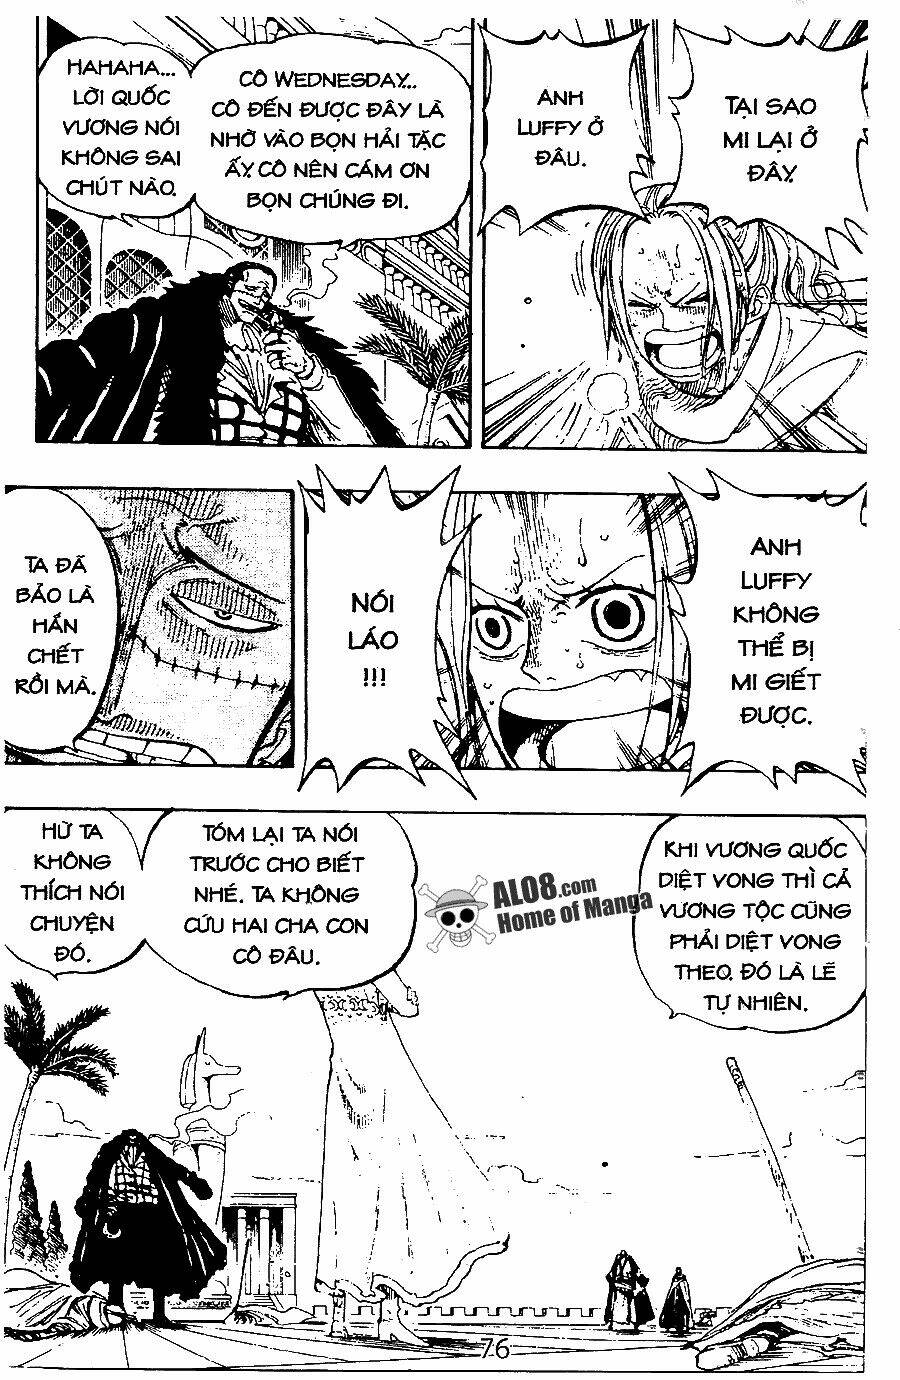 TẠI SAO
MI LẠI Ở
ĐÂY.
ANH
LUFFY Ở
ĐÂU.
CÔ WEDNESDAY...
CÔ ĐẾN ĐƯỢC ĐÂY LÀ
NHỜ VÀO BỌN HẢI TẶC
ẤY. CÔ NÊN CÁM ƠN
BỌN CHÚNG ĐI.
HAHAHA...
LỜI QUỐC
VƯƠNG NÓI
KHÔNG SAI
CHÚT NÀO.
ANH
LUFFY
KHÔNG
THỂ BỊ
MI GIẾT
ĐƯỢC.
NÓI
LÁO
!!!
TA ĐÃ
BẢO LÀ
HẮN
CHẾT
RỒI MÀ.
KHI VƯƠNG QUỐC
DIỆT VONG THÌ CẢ
VƯƠNG TỘC CŨNG
PHẢI DIỆT VONG
THEO. ĐÓ LÀ LẼ
TỰ NHIÊN.
TÓM LẠI TA NÓI
TRƯỚC CHO BIẾT
NHÉ. TA KHÔNG
CỨU HAI CHA CON
CÔ ĐÂU.
HỪ TA
KHÔNG
THÍCH NÓI
CHUYỆN
ĐÓ.
ALO8.com
Home of Manga
76